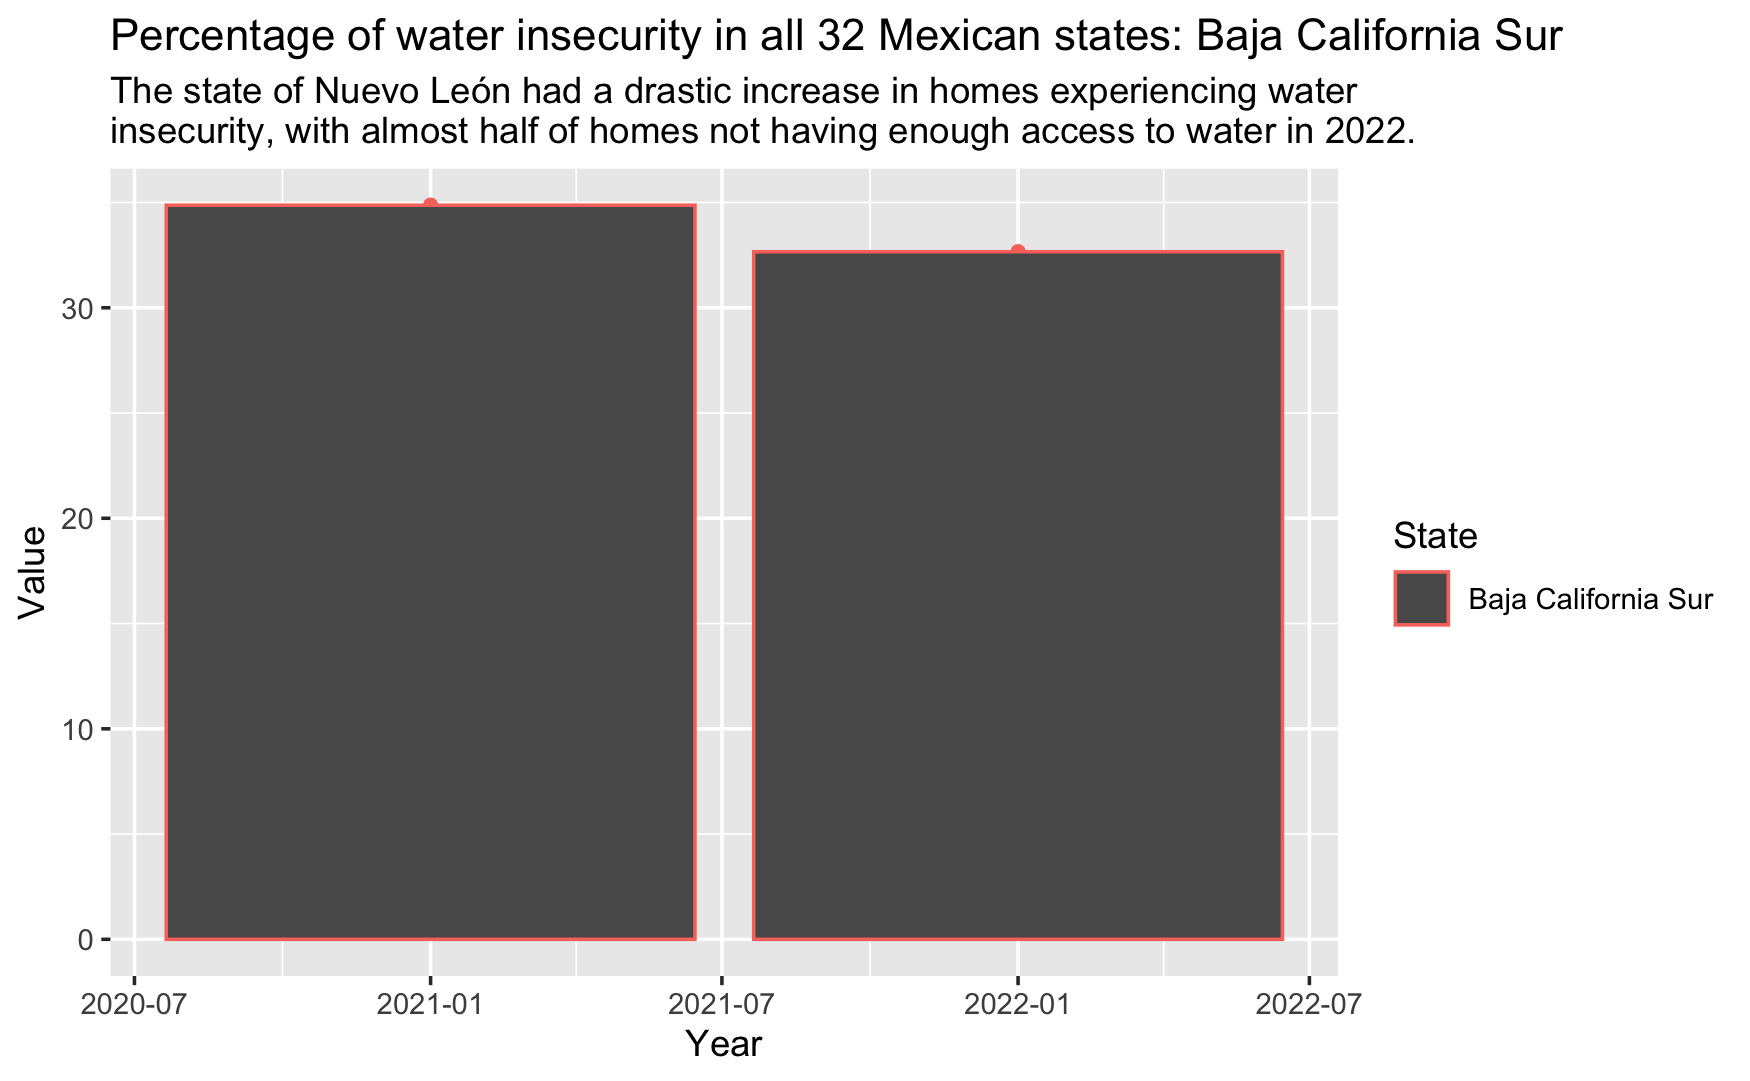 Percentage of water insecurity in all 32 Mexican states: Baja California Sur
The state of Nuevo León had a drastic increase in homes experiencing water
insecurity, with almost half of homes not having enough access to water in 2022.
Value
30
20
10
0
2020-07 2021-01 2021-07 2022-01 2022-07
Year
State
Baja California Sur